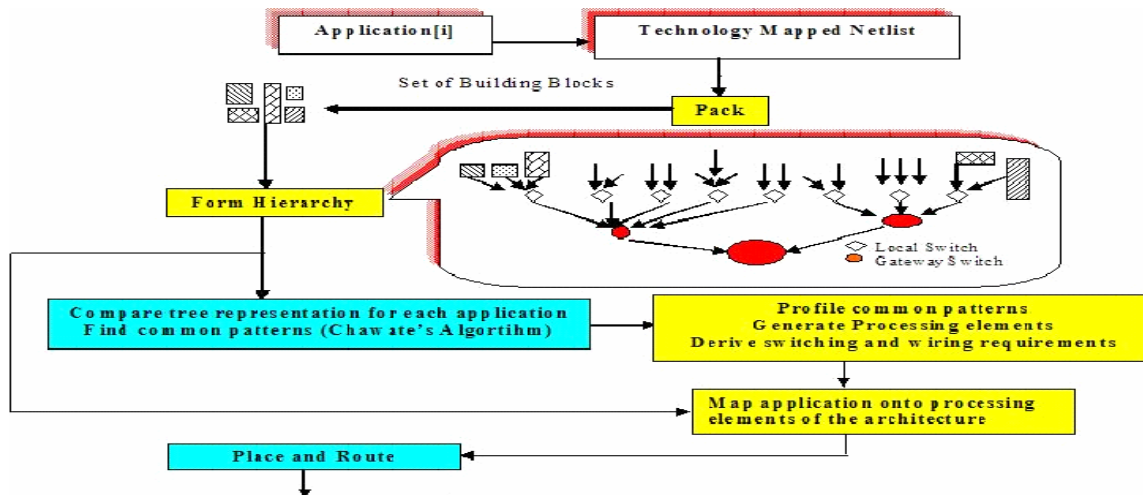 Application[i]
Technology Mapped Netlist
Set of Building Blocks
Pack
Form Hierarchy
Local Switch
Gateway Switch
Compare tree representation for each application
Find common patterns (Chawate's Algortihm)
Profile common patterns
Generate Processing elements
Derive switching and wiring requirements
Map application onto processing
elements of the architecture
Place and Route